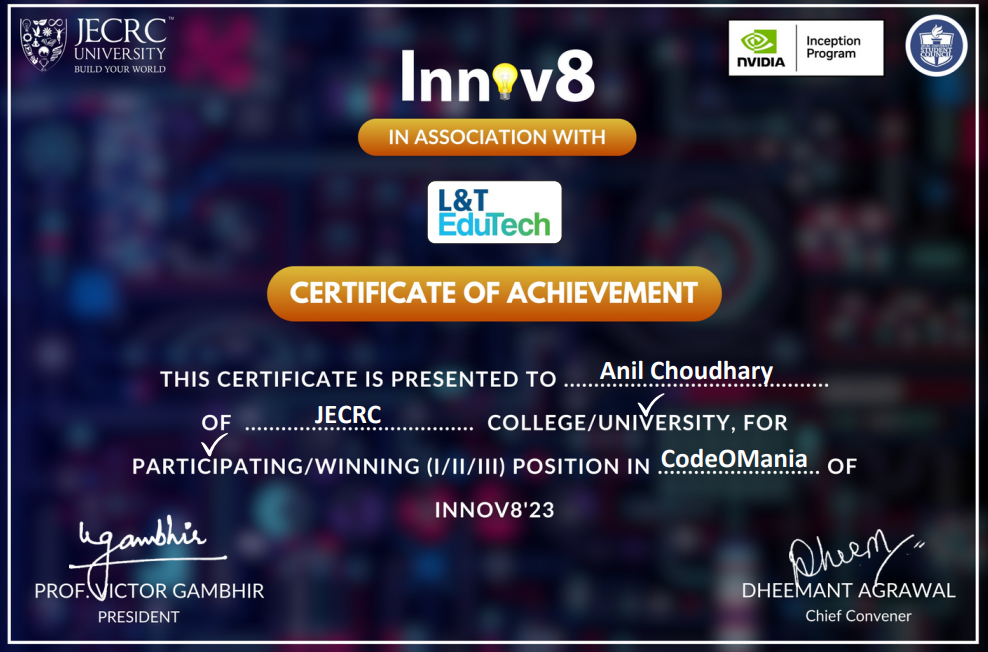 JECRC™
UNIVERSITY
BUILD YOUR WORLD
NVIDIA
Inception
Program
STUDENT
COUNCIL
Innov8
IN ASSOCIATION WITH
L&T
EduTech
CERTIFICATE OF ACHIEVEMENT
THIS CERTIFICATE IS PRESENTED TO Anil Choudhary
OF JECRC COLLEGE/UNIVERSITY, FOR
PARTICIPATING/WINNING (I/II/III) POSITION IN CodeOMania OF
INNOV8'23
vgambhir
PROF. VICTOR GAMBHIR
PRESIDENT
Dheem
DHEEMANT AGRAWAL
Chief Convener